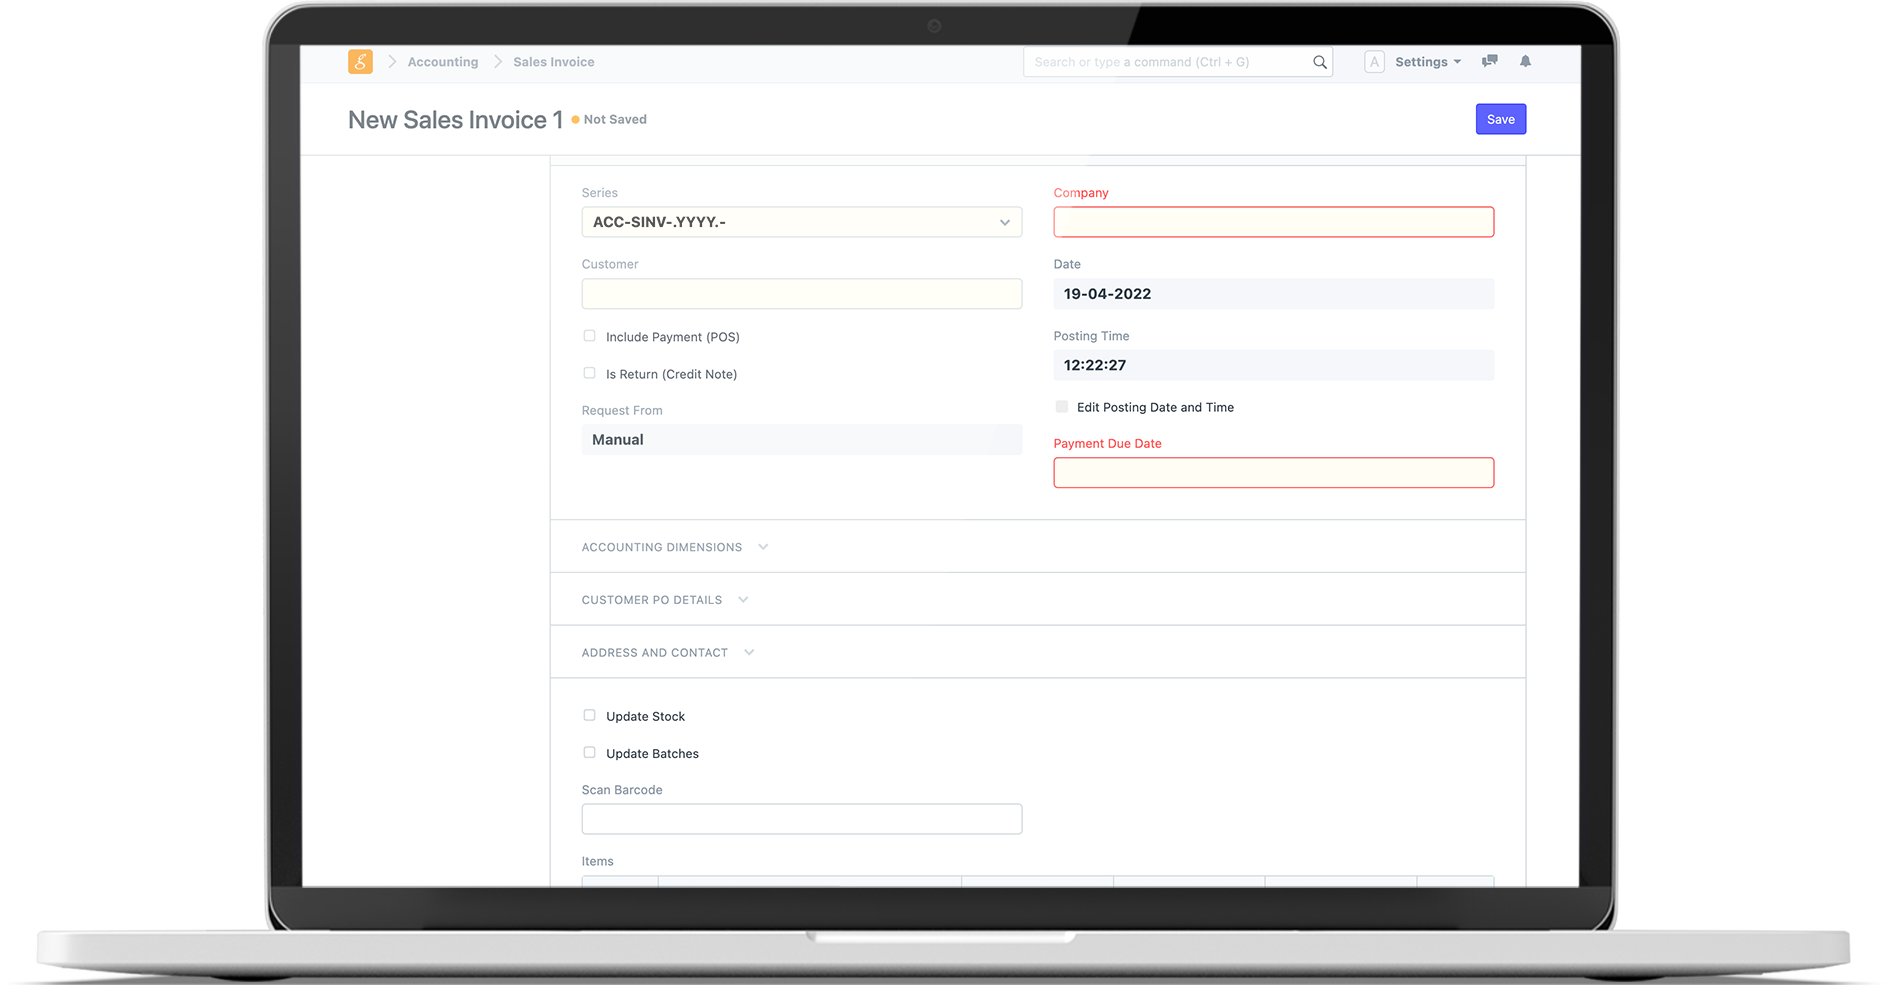 Accounting Sales Invoice Search or type a command (Ctrl + G) A Settings
New Sales Invoice 1 Not Saved Save
Series
ACC-SINV-.YYYY.-
Customer
Include Payment (POS)
Is Return (Credit Note)
Request From
Manual
Company
Date
19-04-2022
Posting Time
12:22:27
Edit Posting Date and Time
Payment Due Date
ACCOUNTING DIMENSIONS
CUSTOMER PO DETAILS
ADDRESS AND CONTACT
Update Stock
Update Batches
Scan Barcode
Items